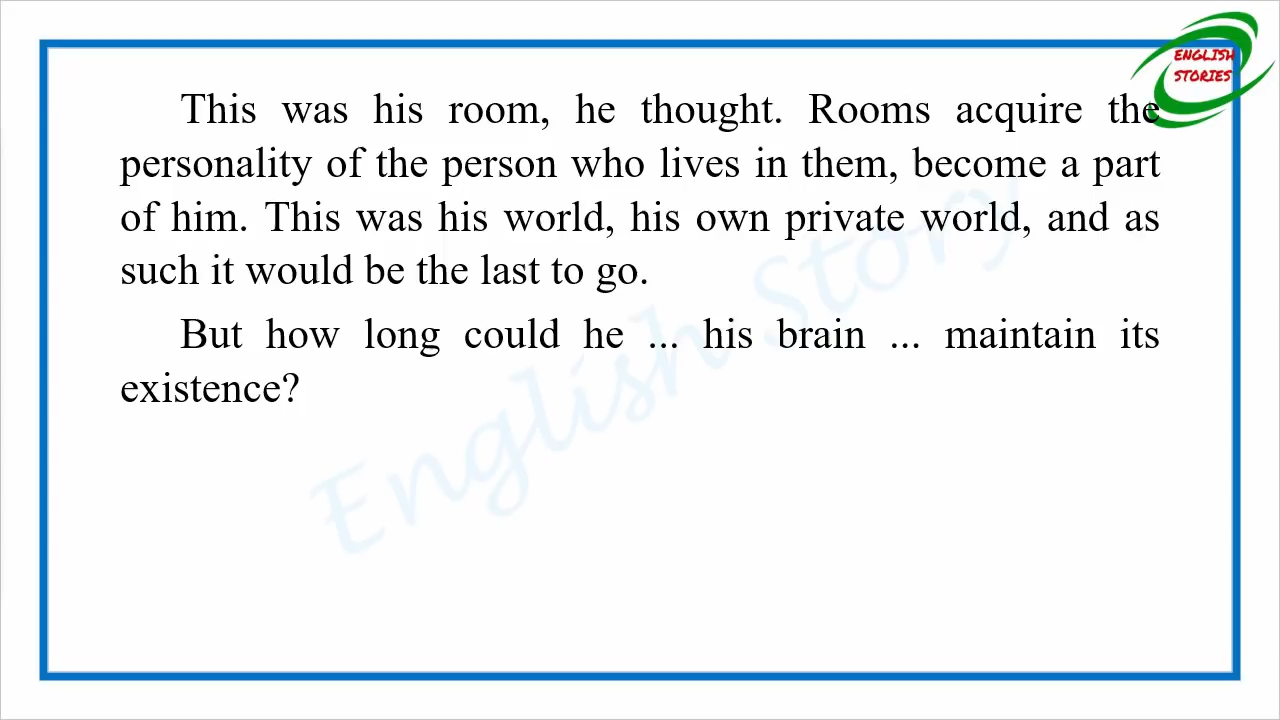 ENGLISH
STORIES
This was his room, he thought. Rooms acquire the
personality of the person who lives in them, become a part
of him. This was his world, his own private world, and as
such it would be the last to go.
But how long could he ... his brain ... maintain its
existence?
English Story